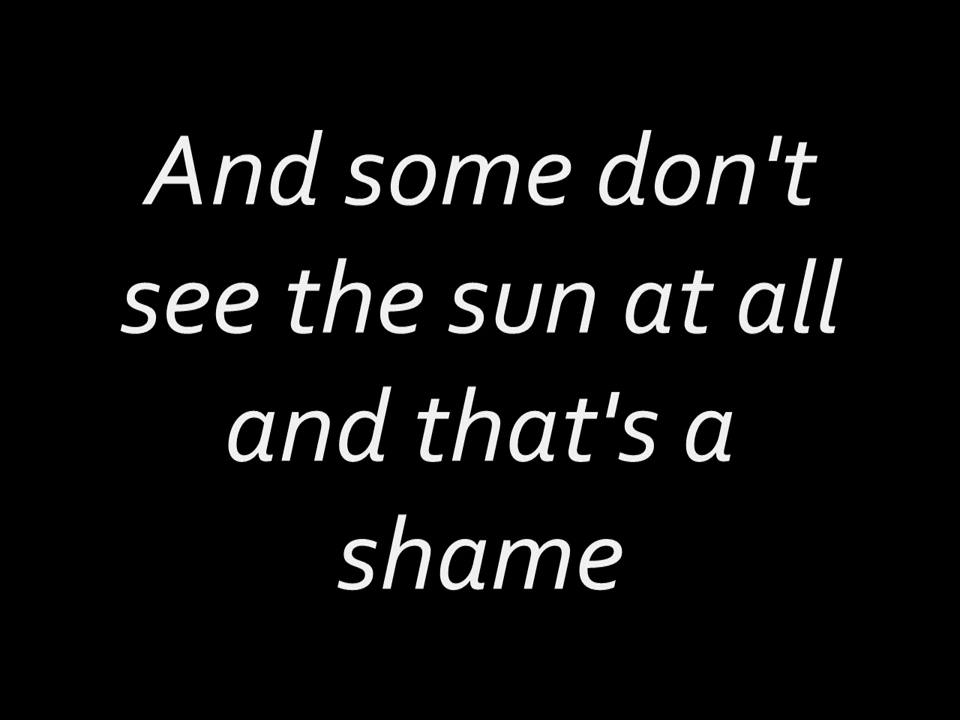 And some don't
see the sun at all
and that's a
shame